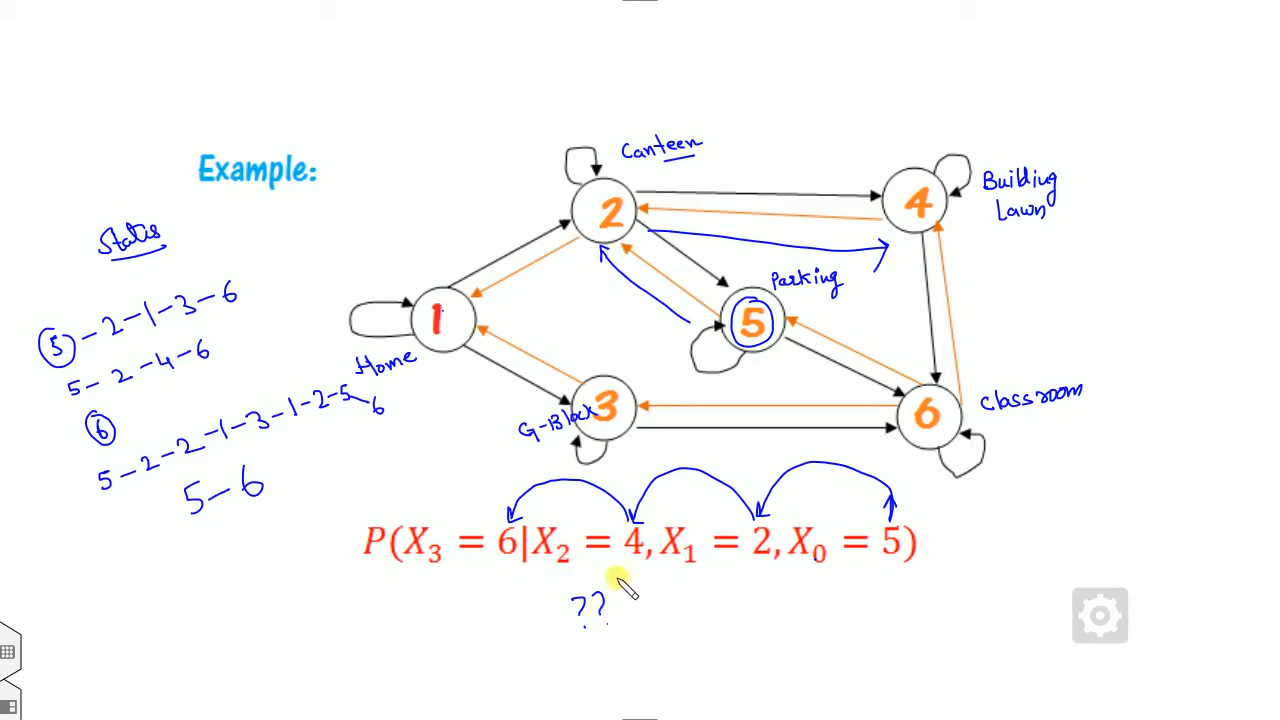 Example:
Canteen
2
4
Building
Lawn
States
5-2-1-3-6
Parking
5
1
Home
5-2-4-6
6
G-Block
3
6
Classroom
5-2-2-1-3-1-2-5-6
5-6
P(X₃ = 6|X₂ = 4, X₁ = 2, X₀ = 5)
??